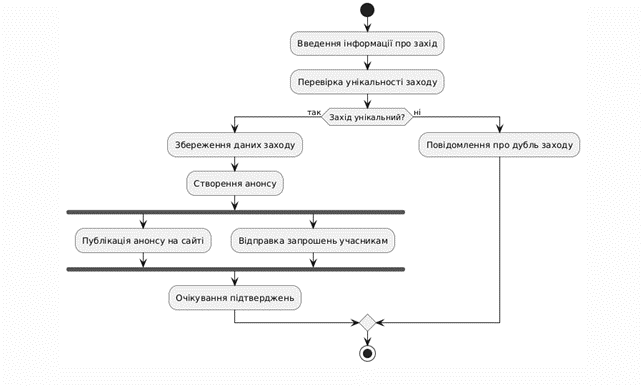 Введення інформації про захід
Перевірка унікальності заходу
так
Захід унікальний?
ні
Збереження даних заходу
Повідомлення про дубль заходу
Створення анонсу
Публікація анонсу на сайті
Відправка запрошень учасникам
Очікування підтверджень